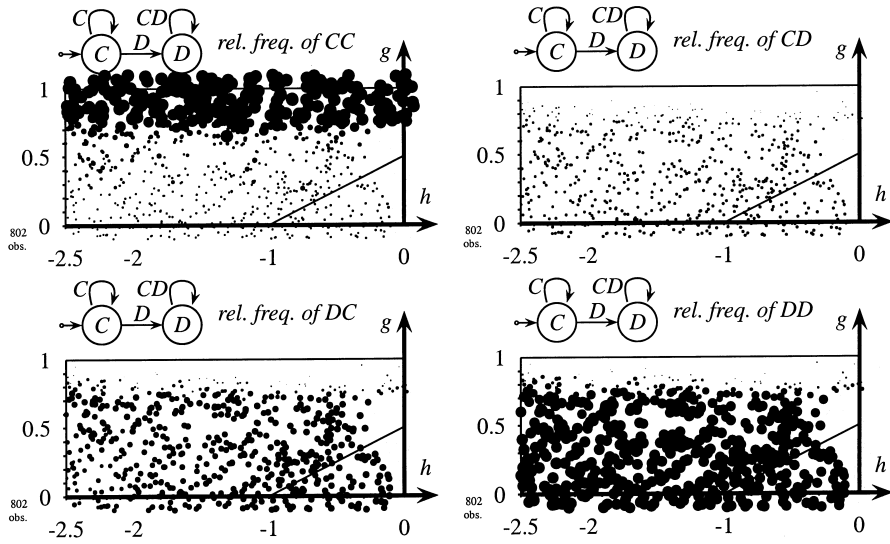 C CD
C D D rel. freq. of CC g
1
0.5
h
0
802
obs.
-2.5 -2 -1 0
C CD
C D D rel. freq. of CD g
1
0.5
h
0
802
obs.
-2.5 -2 -1 0
C CD
C D D rel. freq. of DC g
1
0.5
h
0
802
obs.
-2.5 -2 -1 0
C CD
C D D rel. freq. of DD g
1
0.5
h
0
802
obs.
-2.5 -2 -1 0